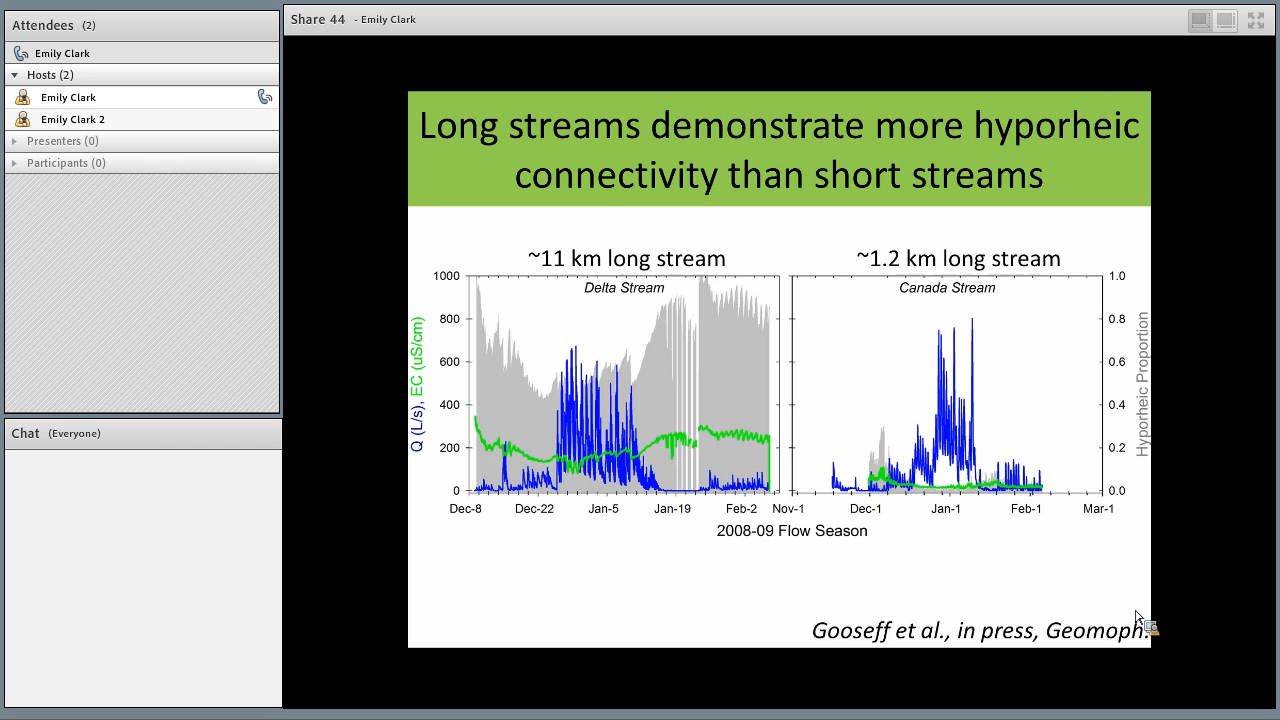 Attendees (2)
Emily Clark
Hosts (2)
Emily Clark
Emily Clark 2
Presenters (0)
Participants (0)
Chat (Everyone)
Share 44 - Emily Clark
Long streams demonstrate more hyporheic
connectivity than short streams
~11 km long stream
~1.2 km long stream
Delta Stream
Canada Stream
Q (L/s), EC (uS/cm)
1000
800
600
400
200
0
1.0
0.8
0.6
0.4
0.2
0.0
Hyporheic Proportion
Dec-8 Dec-22 Jan-5 Jan-19 Feb-2
Nov-1 Dec-1 Jan-1 Feb-1 Mar-1
2008-09 Flow Season
Gooseff et al., in press, Geomoph.